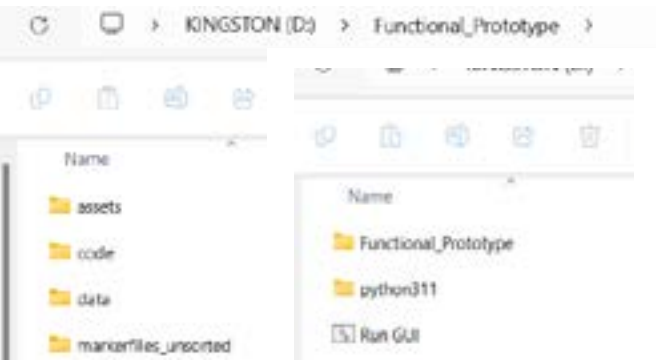 KINGSTON (D:) > Functional_Prototype >
Name
assets
code
data
markerfiles_unsorted
Name
Functional_Prototype
python311
Run GUI